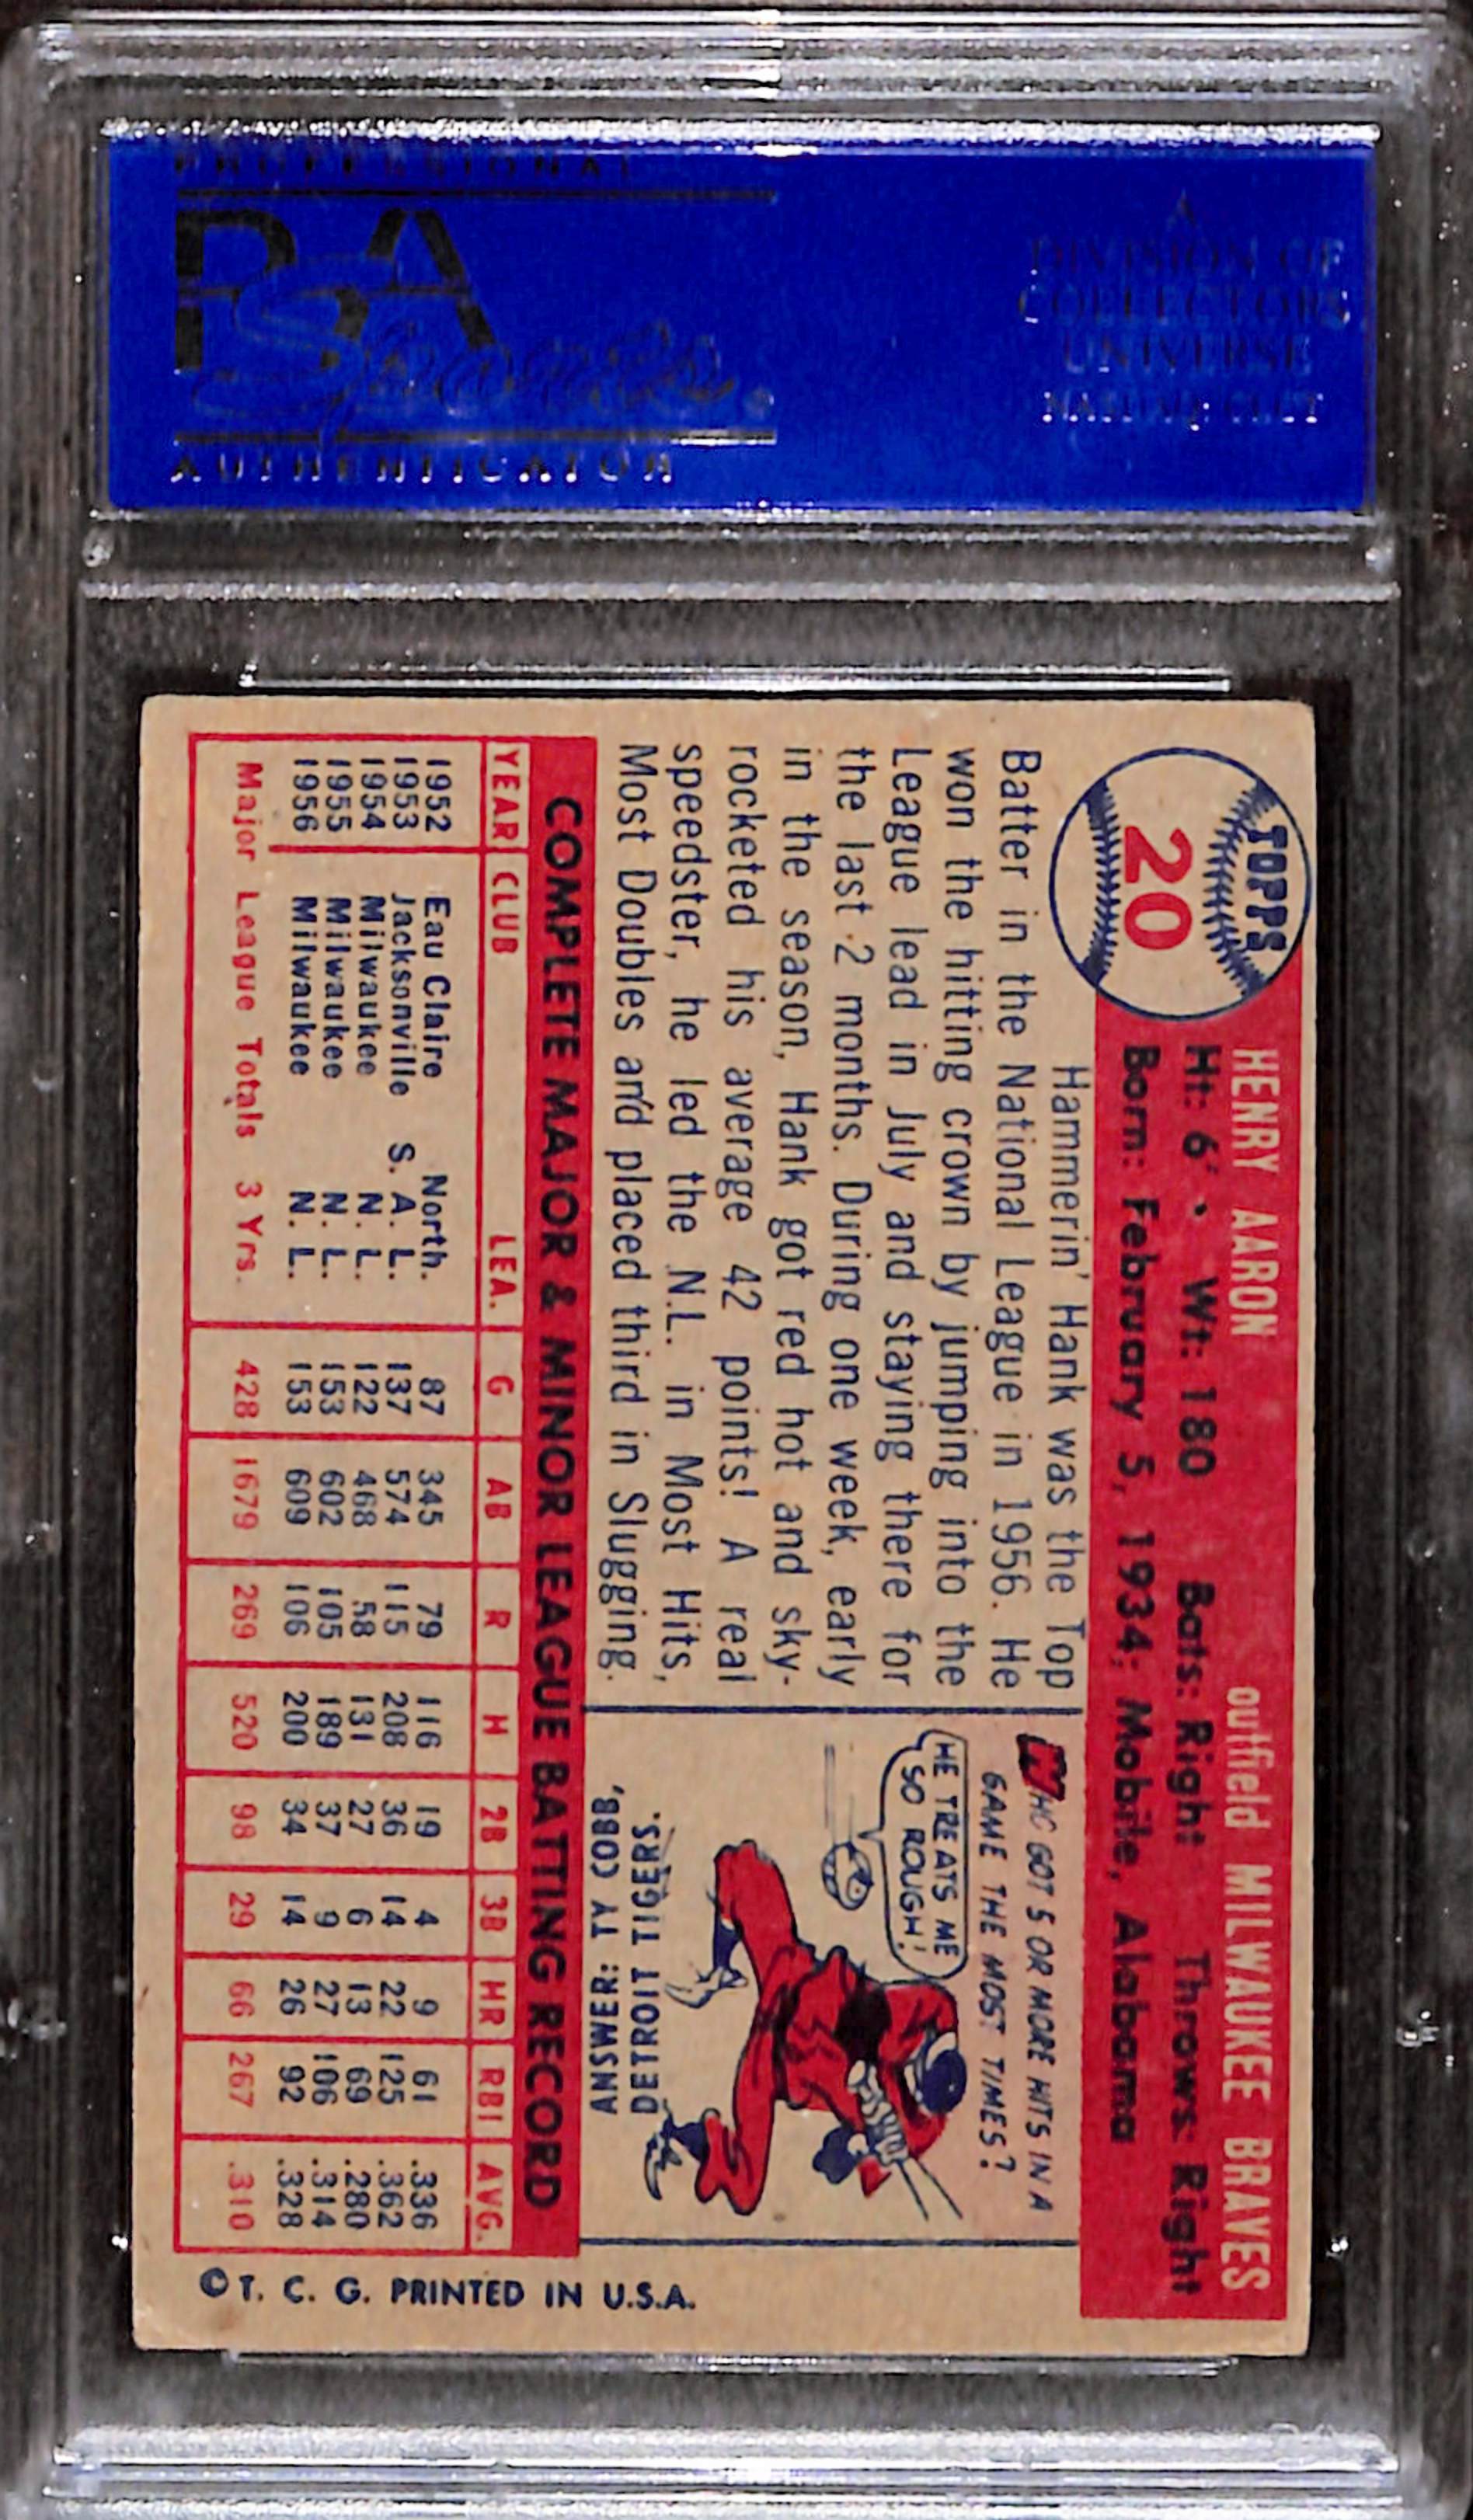 PROFESSIONAL
PSA
Sports
AUTHENTICATOR
A
DIVISION OF
COLLECTORS
UNIVERSE
TOPPS
20
HENRY AARON outfield MILWAUKEE BRAVES
Ht: 6' Wt: 180 Bats: Right Throws: Right
Born: February 5, 1934; Mobile, Alabama
Hammerin' Hank was the Top
Batter in the National League in 1956. He
won the hitting crown by jumping into the
League lead in July and staying there for
the last 2 months. During one week, early
in the season, Hank got red hot and sky-
rocketed his average 42 points! A real
speedster, he led the N.L. in Most Hits,
Most Doubles and placed third in Slugging.
WHO GOT 5 OR MORE HITS IN A
GAME THE MOST TIMES?
HE TREATS ME
SO ROUGH!
ANSWER: TY COBB,
DETROIT TIGERS.
COMPLETE MAJOR & MINOR LEAGUE BATTING RECORD
YEAR CLUB LEA. G AB R H 2B 3B HR RBI AVG.
1952 Eau Claire North. 87 345 79 116 19 4 9 61 .336
1953 Jacksonville S. A. L. 137 574 115 208 36 14 22 125 .362
1954 Milwaukee N. L. 122 468 58 131 27 6 13 69 .280
1955 Milwaukee N. L. 153 602 105 189 37 9 27 106 .314
1956 Milwaukee N. L. 153 609 106 200 34 14 26 92 .328
Major League Totals 3 Yrs. 428 1679 269 520 98 29 66 267 .310
© T. C. G. PRINTED IN U.S.A.